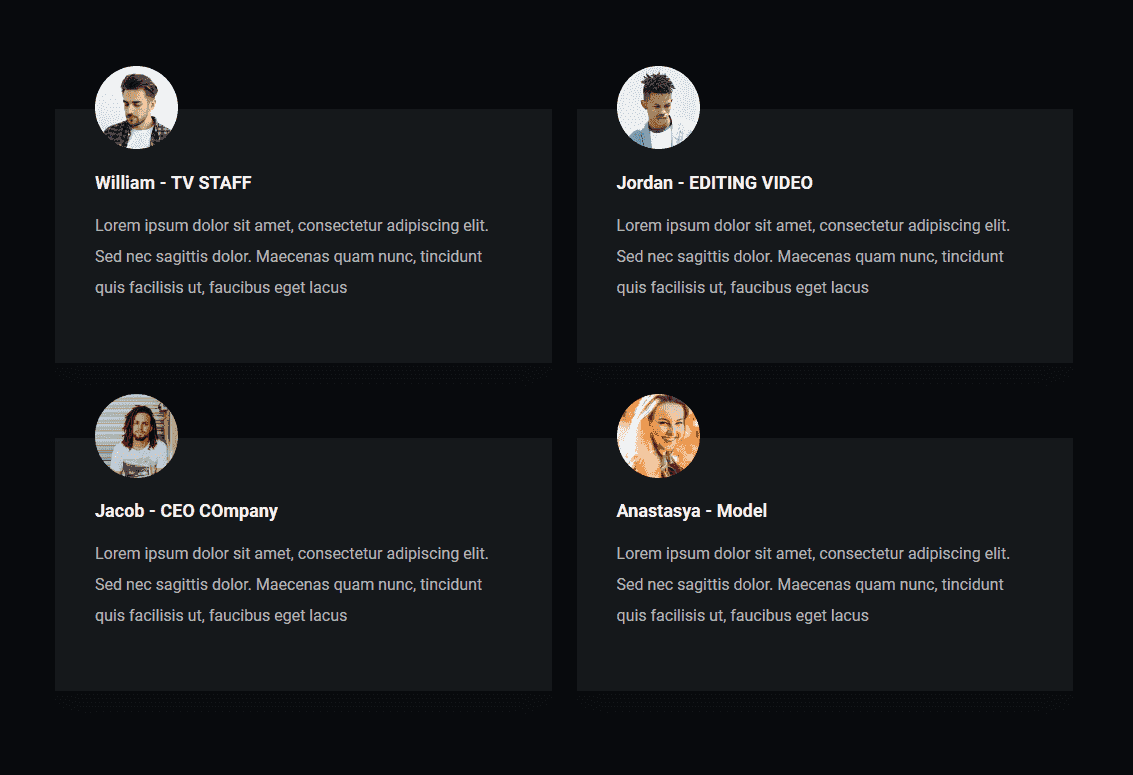 William - TV STAFF
Lorem ipsum dolor sit amet, consectetur adipiscing elit.
Sed nec sagittis dolor. Maecenas quam nunc, tincidunt
quis facilisis ut, faucibus eget lacus
Jordan - EDITING VIDEO
Lorem ipsum dolor sit amet, consectetur adipiscing elit.
Sed nec sagittis dolor. Maecenas quam nunc, tincidunt
quis facilisis ut, faucibus eget lacus
Jacob - CEO COmpany
Lorem ipsum dolor sit amet, consectetur adipiscing elit.
Sed nec sagittis dolor. Maecenas quam nunc, tincidunt
quis facilisis ut, faucibus eget lacus
Anastasya - Model
Lorem ipsum dolor sit amet, consectetur adipiscing elit.
Sed nec sagittis dolor. Maecenas quam nunc, tincidunt
quis facilisis ut, faucibus eget lacus